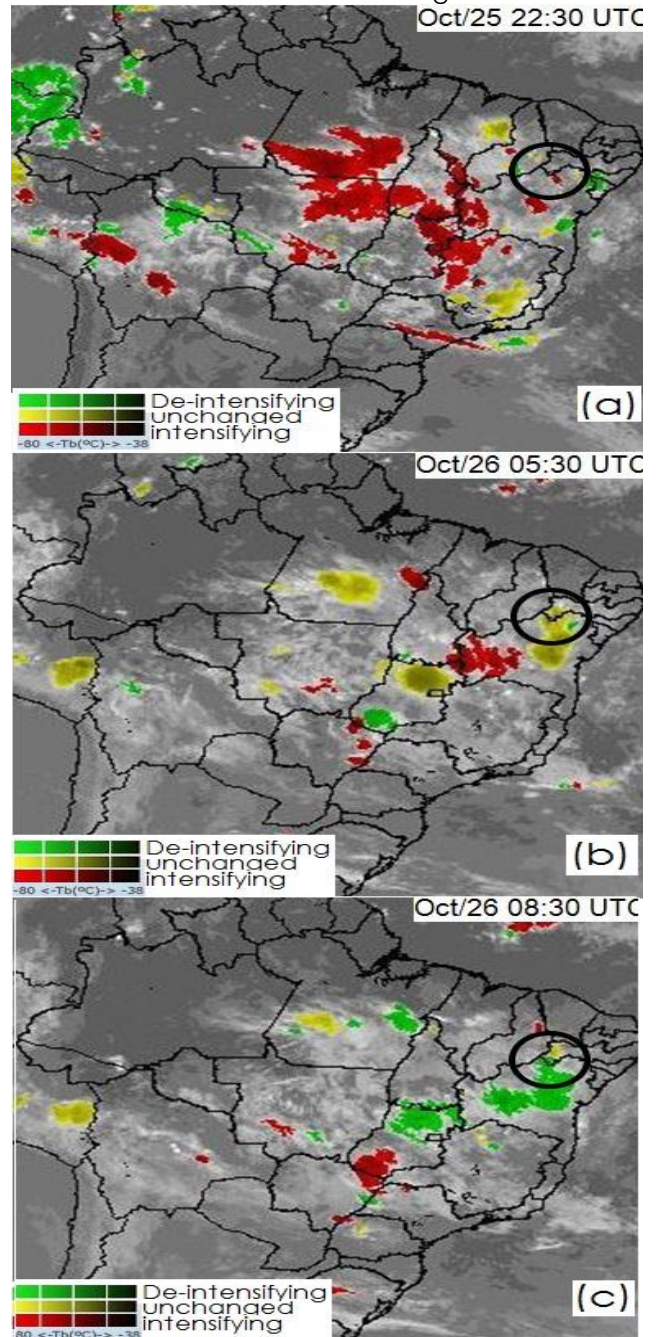 Oct/25 22:30 UTC
De-intensifying
unchanged
intensifying
-80 <-Tb(ºC)-> -38
(a)
Oct/26 05:30 UTC
De-intensifying
unchanged
intensifying
-80 <-Tb(ºC)-> -38
(b)
Oct/26 08:30 UTC
De-intensifying
unchanged
intensifying
-80 <-Tb(ºC)-> -38
(c)